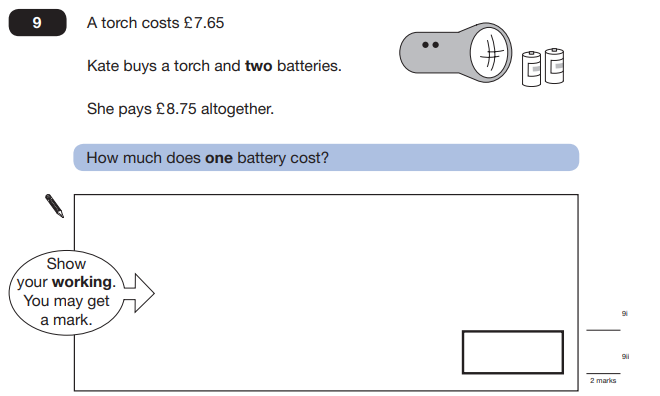 9
A torch costs £7.65
Kate buys a torch and two batteries.
She pays £8.75 altogether.
How much does one battery cost?
Show
your working.
You may get
a mark.
9i
9ii
2 marks